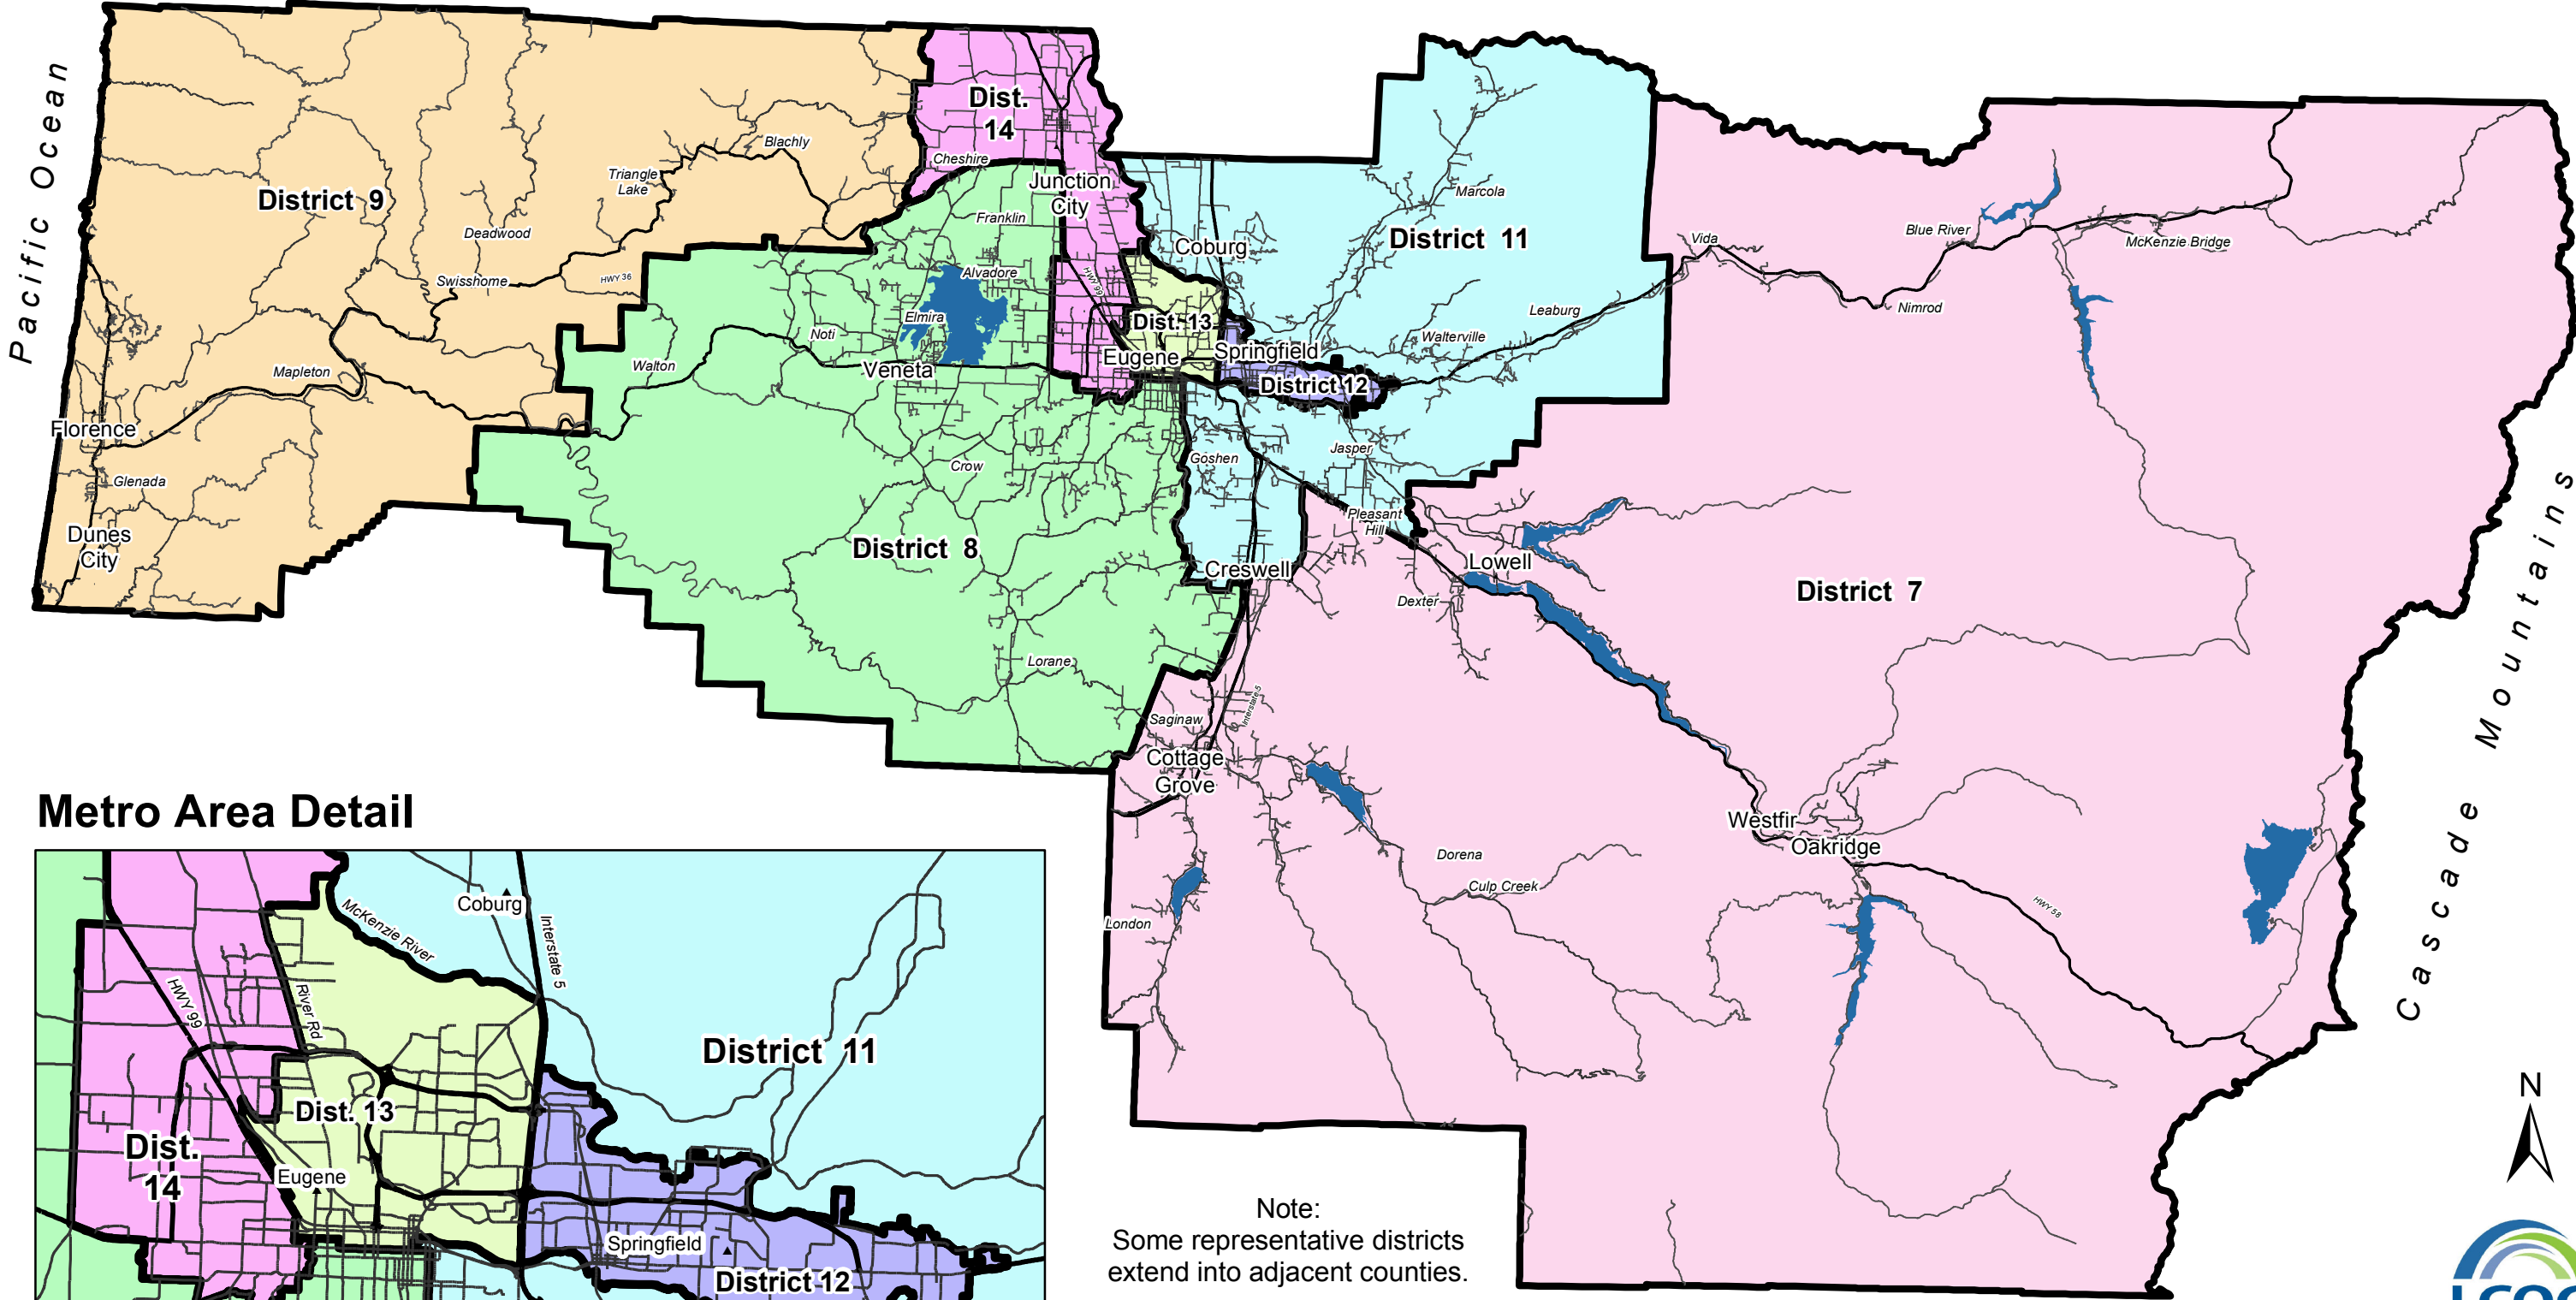 Pacific Ocean
District 9
Triangle
Lake
Blachly
Deadwood
Swisshome
HWY 36
Mapleton
Florence
Glenada
Dunes
City
Dist.
14
Cheshire
Junction
City
Franklin
Alvadore
HWY 99
Elmira
Noti
Walton
Veneta
Crow
District 8
Lorane
Dist. 13
Eugene
Coburg
Marcola
District 11
Leaburg
Walterville
Springfield
District 12
Goshen
Jasper
Pleasant
Hill
Creswell
Vida
Blue River
McKenzie Bridge
Nimrod
Lowell
Dexter
District 7
Interstate 5
Saginaw
Cottage
Grove
Dorena
Culp Creek
London
Westfir
Oakridge
HWY 58
Cascade Mountains
Metro Area Detail
Coburg
McKenzie River
Interstate 5
HWY 99
River Rd
District 11
Dist. 13
Dist.
14
Eugene
Springfield
District 12
Note:
Some representative districts
extend into adjacent counties.
N